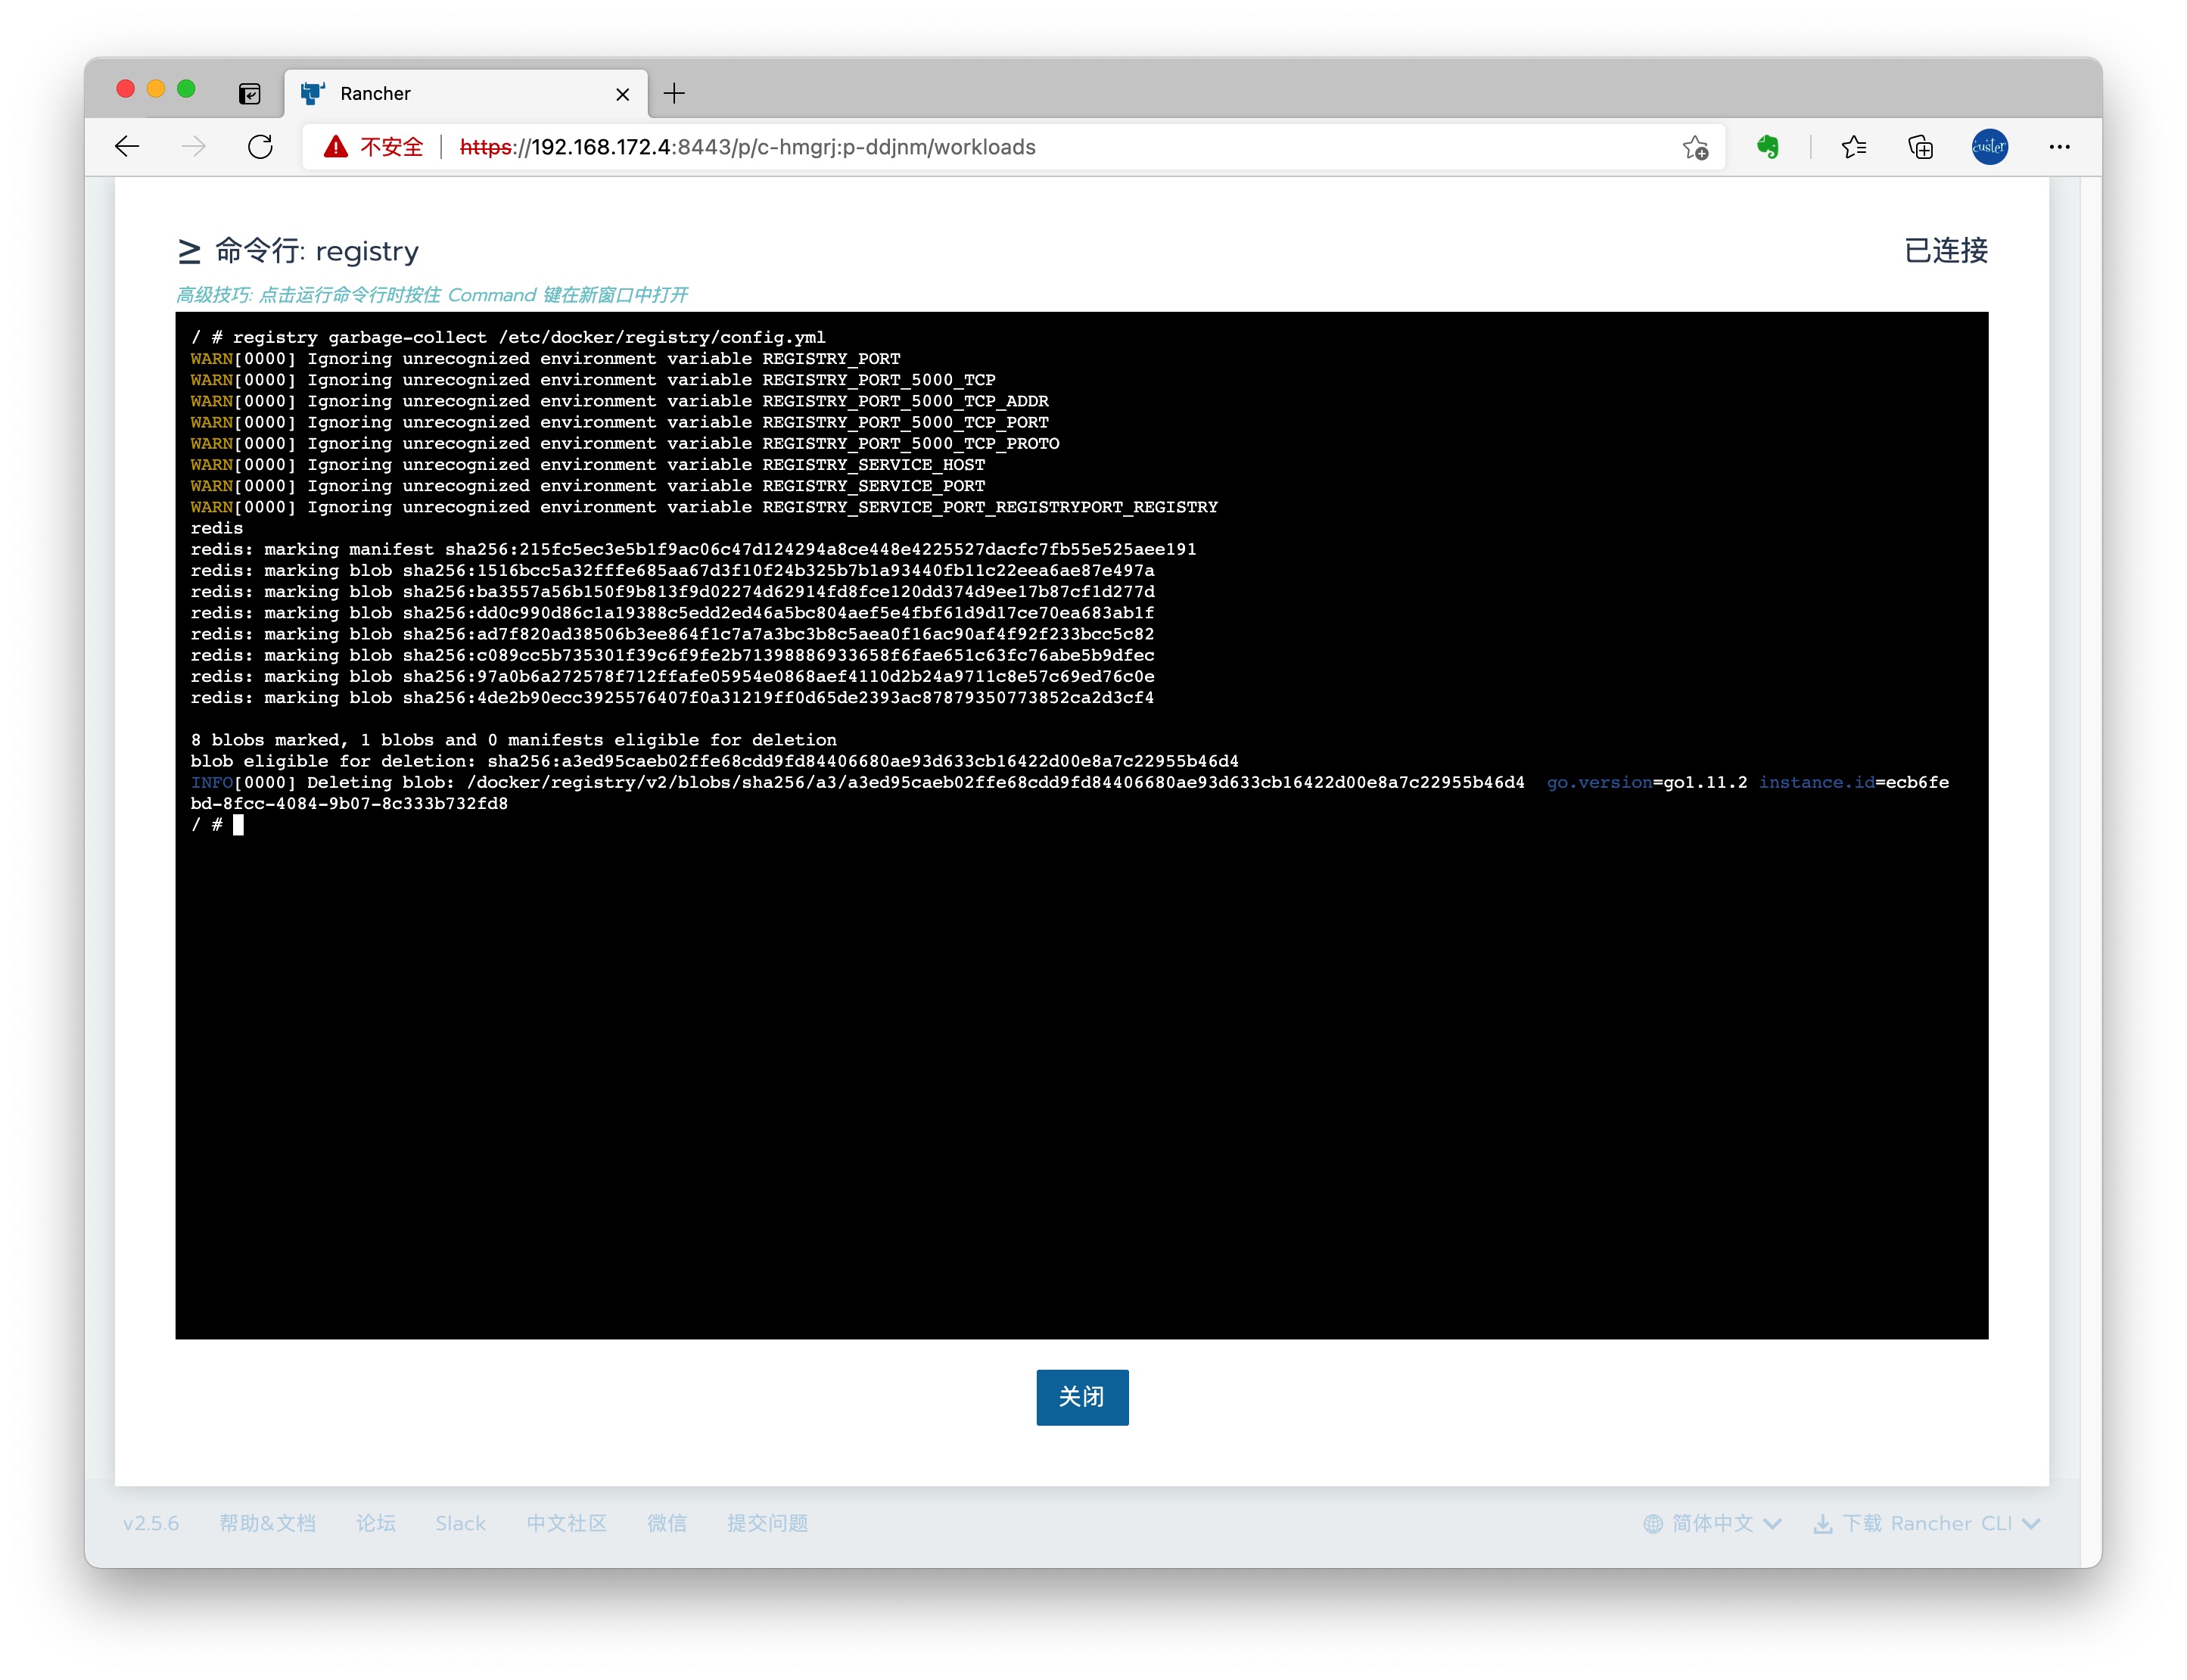 Rancher
不安全 https://192.168.172.4:8443/p/c-hmgrj:p-ddjnm/workloads
custer
命令行: registry
已连接
高级技巧: 点击运行命令行时按住 Command 键在新窗口中打开
/ # registry garbage-collect /etc/docker/registry/config.yml
WARN[0000] Ignoring unrecognized environment variable REGISTRY_PORT
WARN[0000] Ignoring unrecognized environment variable REGISTRY_PORT_5000_TCP
WARN[0000] Ignoring unrecognized environment variable REGISTRY_PORT_5000_TCP_ADDR
WARN[0000] Ignoring unrecognized environment variable REGISTRY_PORT_5000_TCP_PORT
WARN[0000] Ignoring unrecognized environment variable REGISTRY_PORT_5000_TCP_PROTO
WARN[0000] Ignoring unrecognized environment variable REGISTRY_SERVICE_HOST
WARN[0000] Ignoring unrecognized environment variable REGISTRY_SERVICE_PORT
WARN[0000] Ignoring unrecognized environment variable REGISTRY_SERVICE_PORT_REGISTRYPORT_REGISTRY
redis
redis: marking manifest sha256:215fc5ec3e5b1f9ac06c47d124294a8ce448e4225527dacfc7fb55e525aee191
redis: marking blob sha256:1516bcc5a32fffe685aa67d3f10f24b325b7b1a93440fb11c22eea6ae87e497a
redis: marking blob sha256:ba3557a56b150f9b813f9d02274d62914fd8fce120dd374d9ee17b87cf1d277d
redis: marking blob sha256:dd0c990d86c1a19388c5edd2ed46a5bc804aef5e4fbf61d9d17ce70ea683ab1f
redis: marking blob sha256:ad7f820ad38506b3ee864f1c7a7a3bc3b8c5aea0f16ac90af4f92f233bcc5c82
redis: marking blob sha256:c089cc5b735301f39c6f9fe2b71398886933658f6fae651c63fc76abe5b9dfec
redis: marking blob sha256:97a0b6a272578f712ffafe05954e0868aef4110d2b24a9711c8e57c69ed76c0e
redis: marking blob sha256:4de2b90ecc3925576407f0a31219ff0d65de2393ac87879350773852ca2d3cf4
8 blobs marked, 1 blobs and 0 manifests eligible for deletion
blob eligible for deletion: sha256:a3ed95caeb02ffe68cdd9fd84406680ae93d633cb16422d00e8a7c22955b46d4
INFO[0000] Deleting blob: /docker/registry/v2/blobs/sha256/a3/a3ed95caeb02ffe68cdd9fd84406680ae93d633cb16422d00e8a7c22955b46d4 go.version=go1.11.2 instance.id=ecb6fe
bd-8fcc-4084-9b07-8c333b732fd8
/ #
关闭
v2.5.6 帮助&文档 论坛 Slack 中文社区 微信 提交问题 简体中文 下载 Rancher CLI